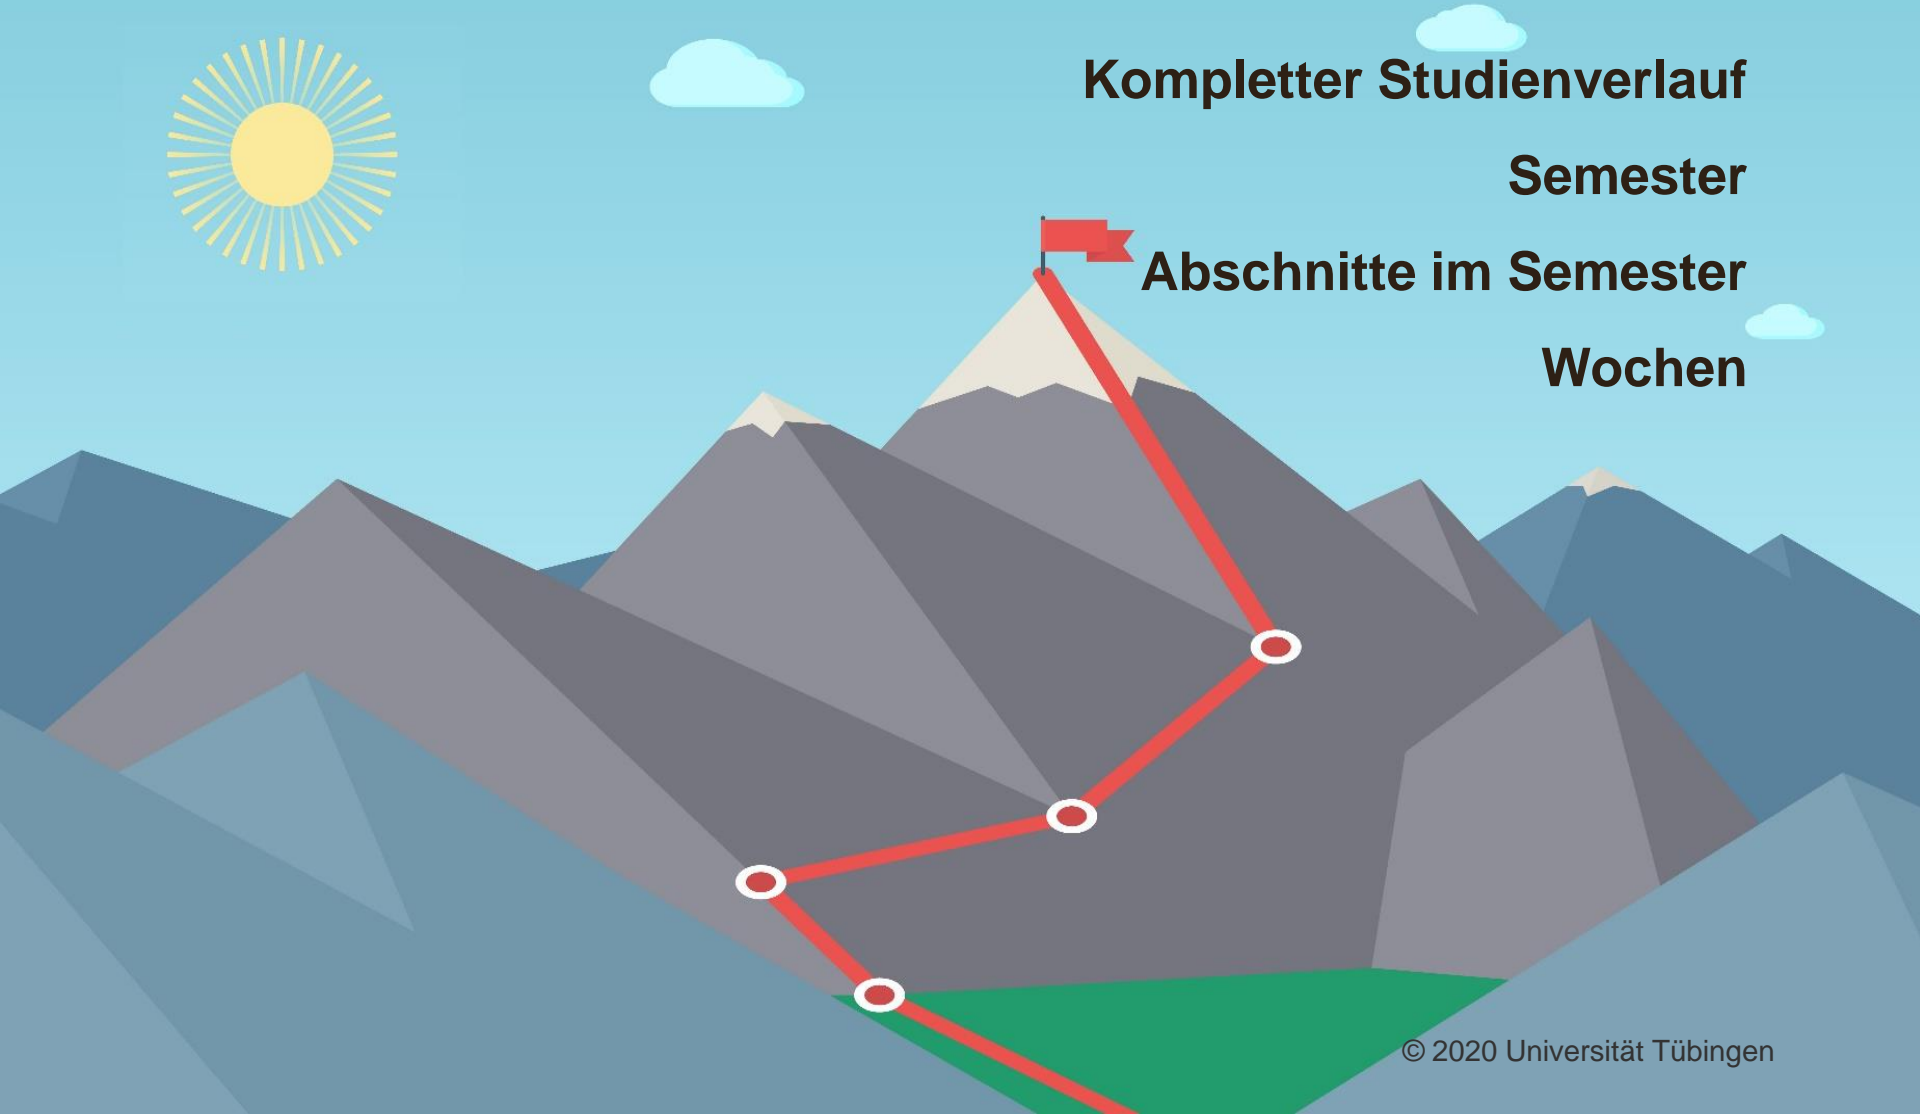 Kompletter Studienverlauf
Semester
Abschnitte im Semester
Wochen
© 2020 Universität Tübingen